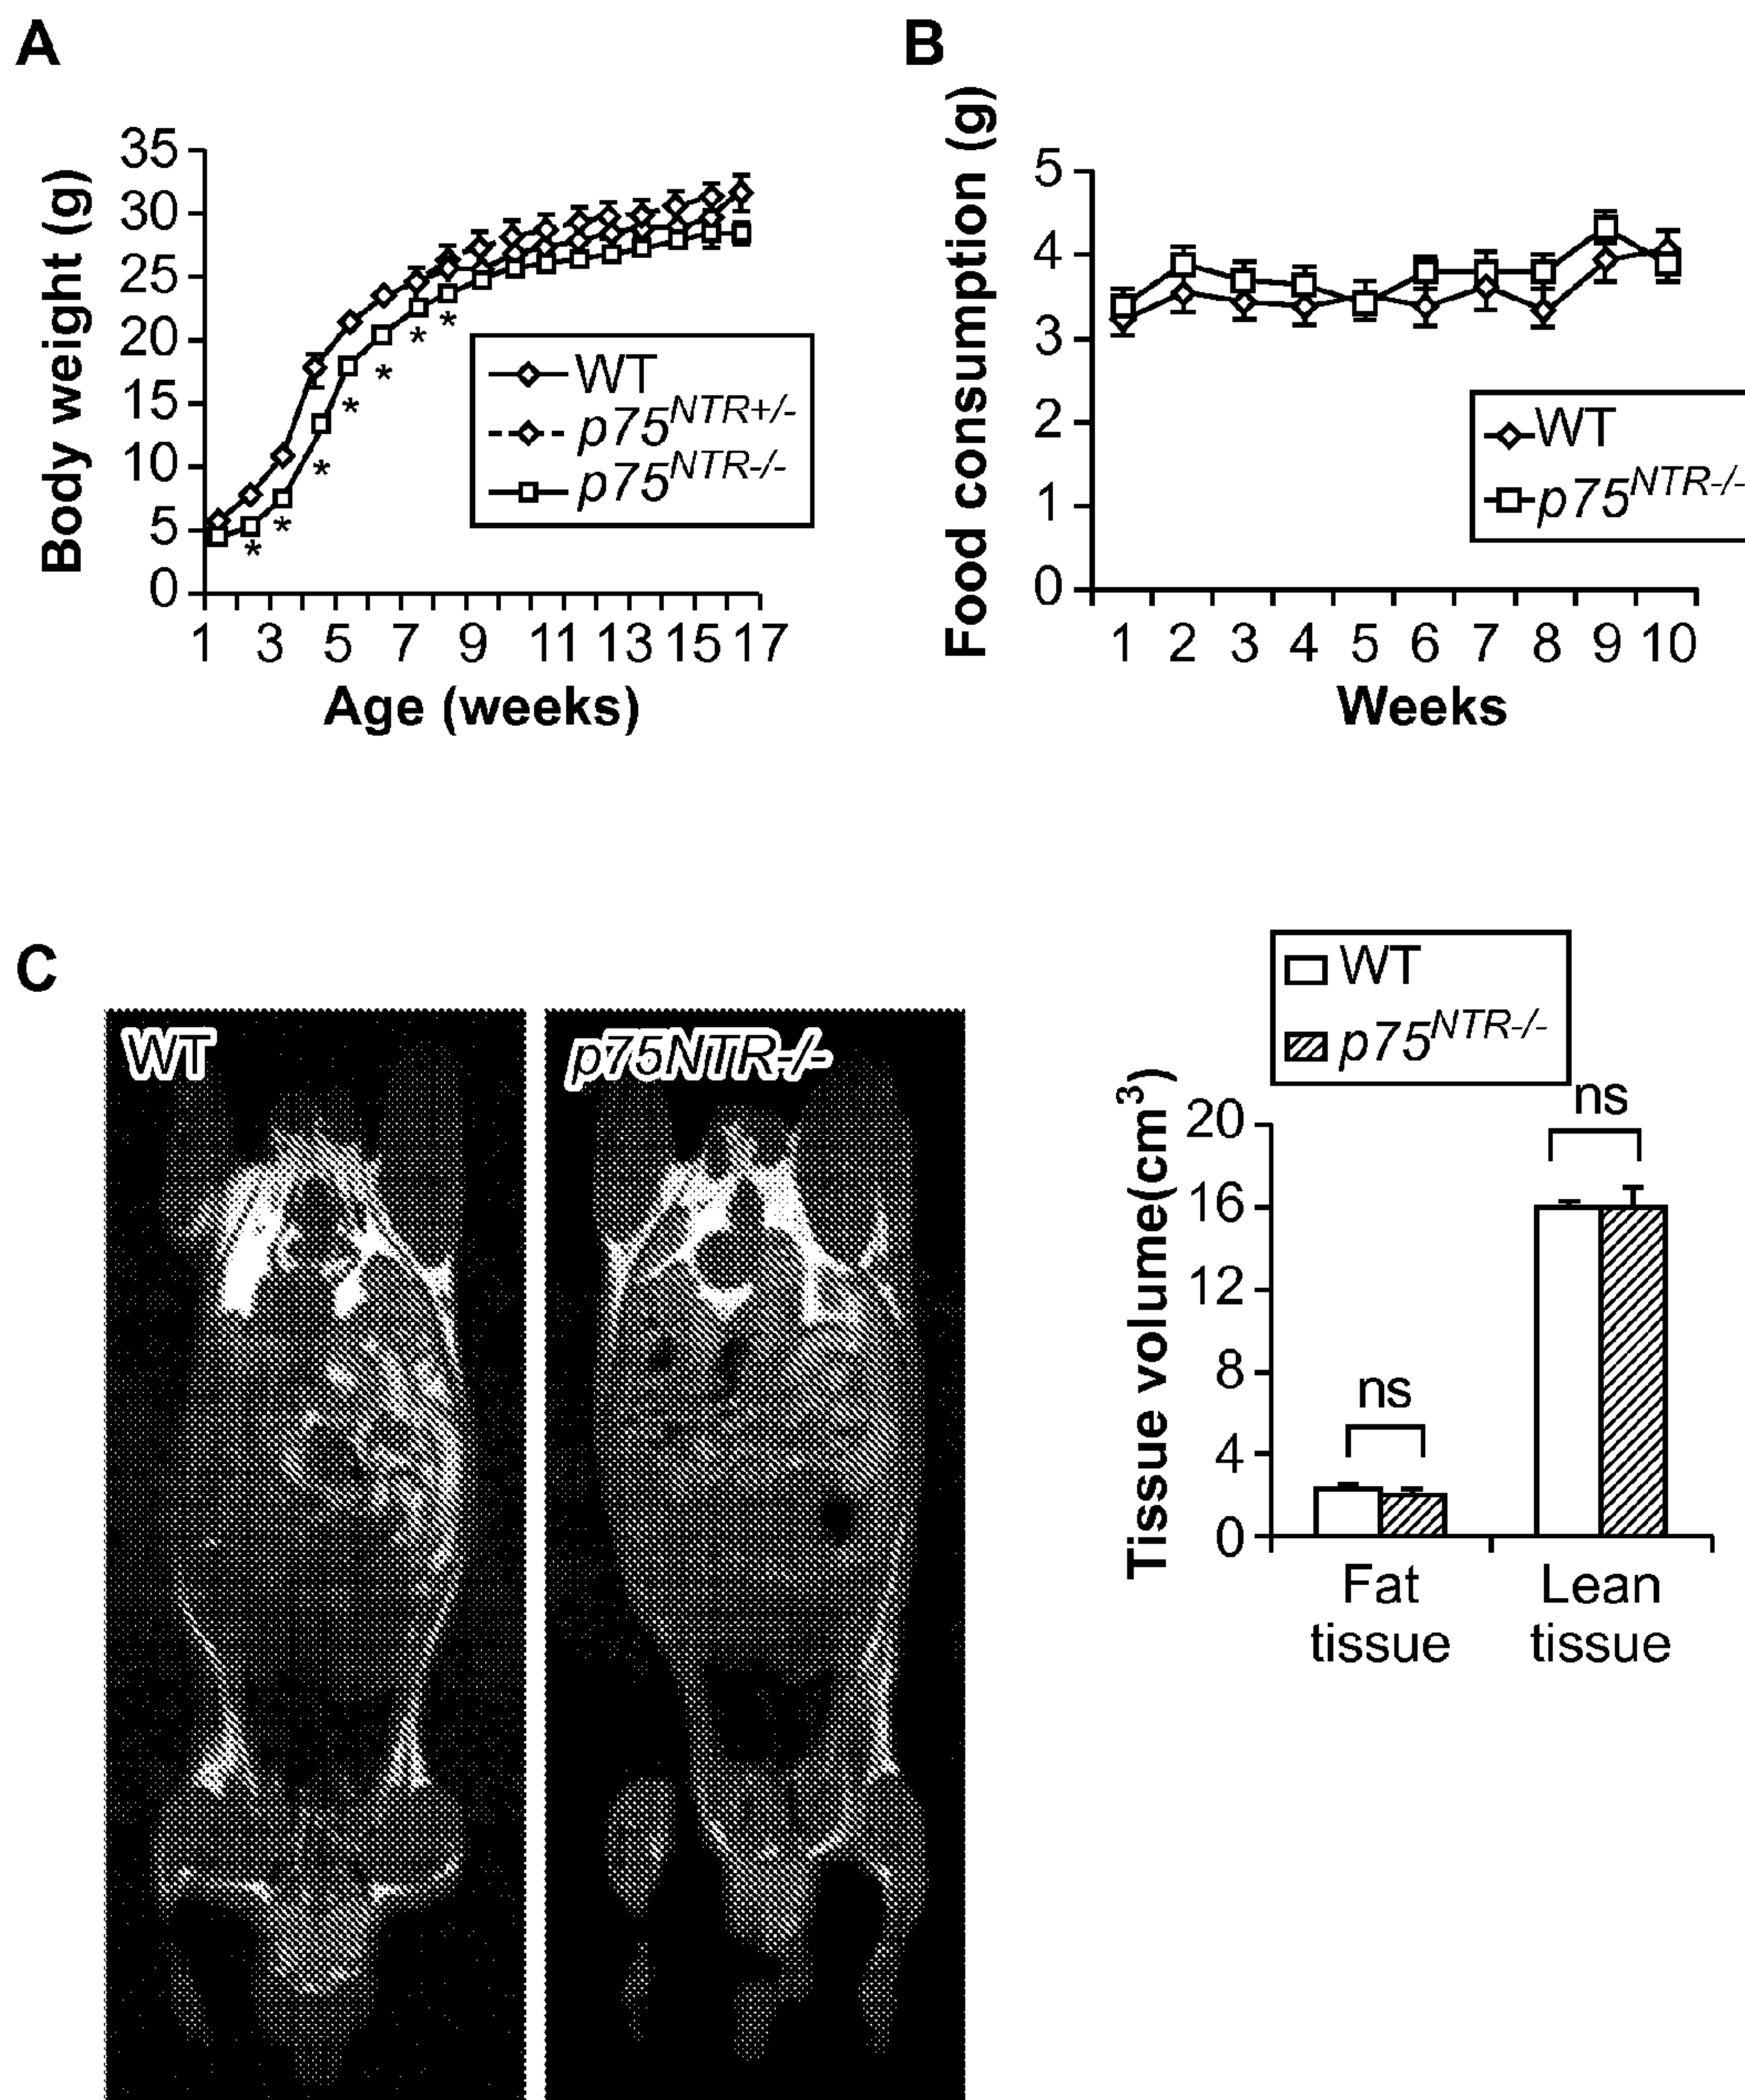 A
Body weight (g)
35
30
25
20
15
10
5
0
*
*
*
*
*
*
*
*
WT
p75NTR+/-
p75NTR-/-
1 3 5 7 9 11 13 15 17
Age (weeks)
B
Food consumption (g)
5
4
3
2
1
0
WT
p75NTR-/-
1 2 3 4 5 6 7 8 9 10
Weeks
C
WT
p75NTR-/-
WT
p75NTR-/-
Tissue volume(cm3)
20
16
12
8
4
0
ns
ns
Fat
tissue
Lean
tissue